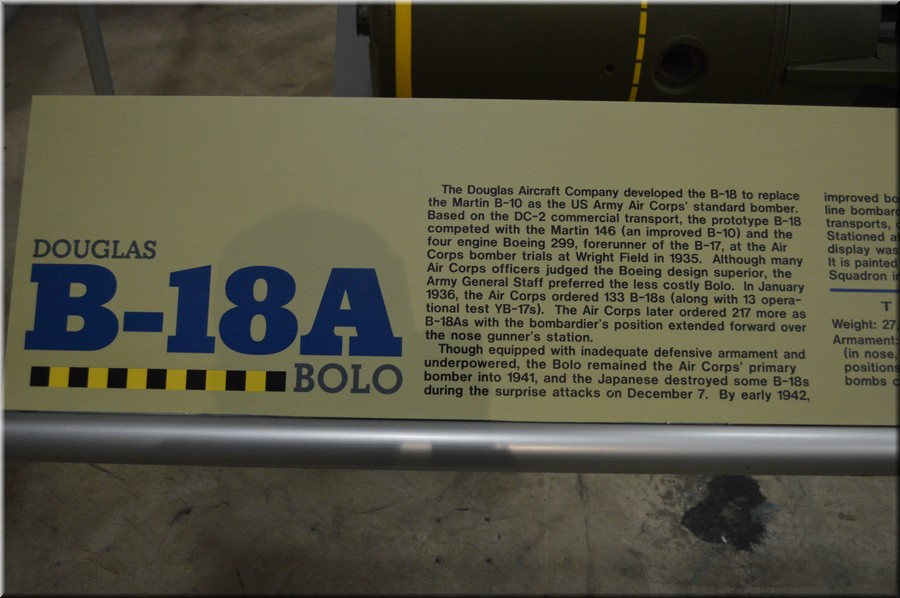 DOUGLAS
B-18A
BOLO
The Douglas Aircraft Company developed the B-18 to replace
the Martin B-10 as the US Army Air Corps' standard bomber.
Based on the DC-2 commercial transport, the prototype B-18
competed with the Martin 146 (an improved B-10) and the
four engine Boeing 299, forerunner of the B-17, at the Air
Corps bomber trials at Wright Field in 1935. Although many
Air Corps officers judged the Boeing design superior, the
Army General Staff preferred the less costly Bolo. In January
1936, the Air Corps ordered 133 B-18s (along with 13 opera-
tional test YB-17s). The Air Corps later ordered 217 more as
B-18As with the bombardier's position extended forward over
the nose gunner's station.
Though equipped with inadequate defensive armament and
underpowered, the Bolo remained the Air Corps' primary
bomber into 1941, and the Japanese destroyed some B-18s
during the surprise attacks on December 7. By early 1942,
improved bo
line bombard
transports,
Stationed at
display was
It is painted
Squadron in
T
Weight: 27,
Armament:
(in nose,
positions
bombs c